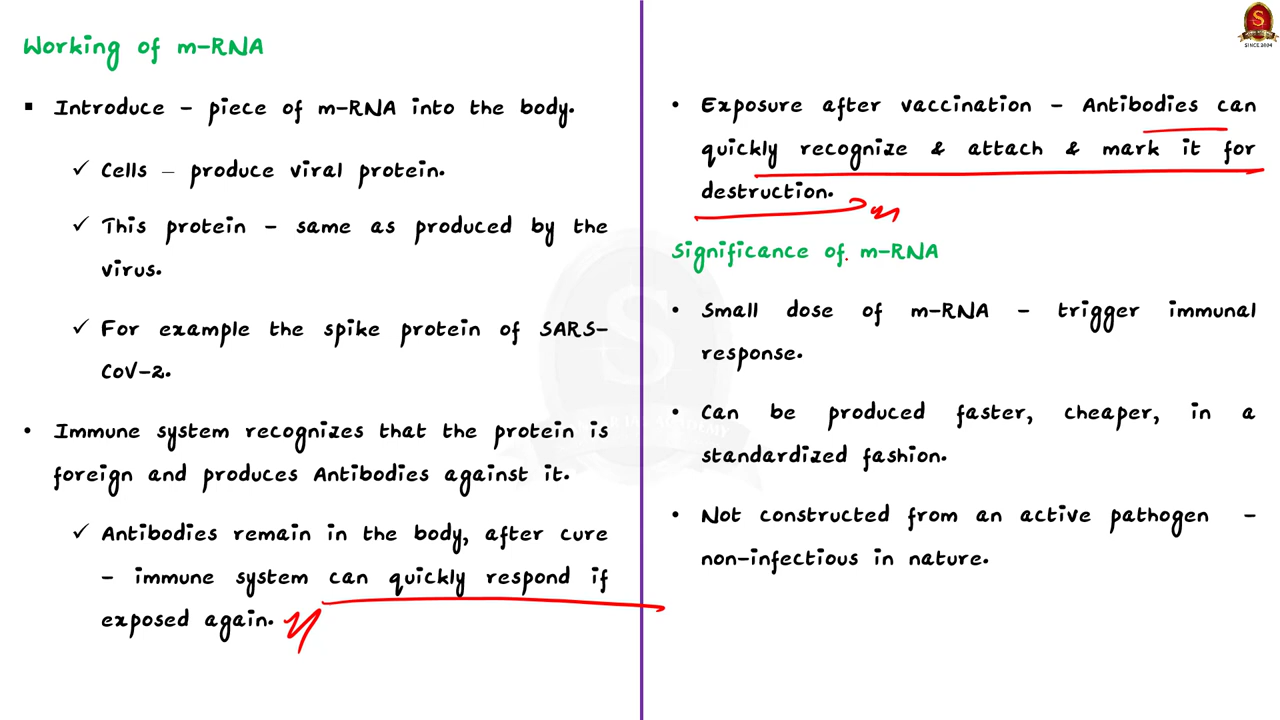 Working of m-RNA
▪ Introduce - piece of m-RNA into the body.
✓ Cells – produce viral protein.
✓ This protein - same as produced by the
virus.
✓ For example the spike protein of SARS-
CoV-2.
• Immune system recognizes that the protein is
foreign and produces Antibodies against it.
✓ Antibodies remain in the body, after cure
- immune system can quickly respond if
exposed again.
• Exposure after vaccination - Antibodies can
quickly recognize & attach & mark it for
destruction.
Significance of m-RNA
• Small dose of m-RNA - trigger immunal
response.
• Can be produced faster, cheaper, in a
standardized fashion.
• Not constructed from an active pathogen -
non-infectious in nature.
S
SINCE 2004